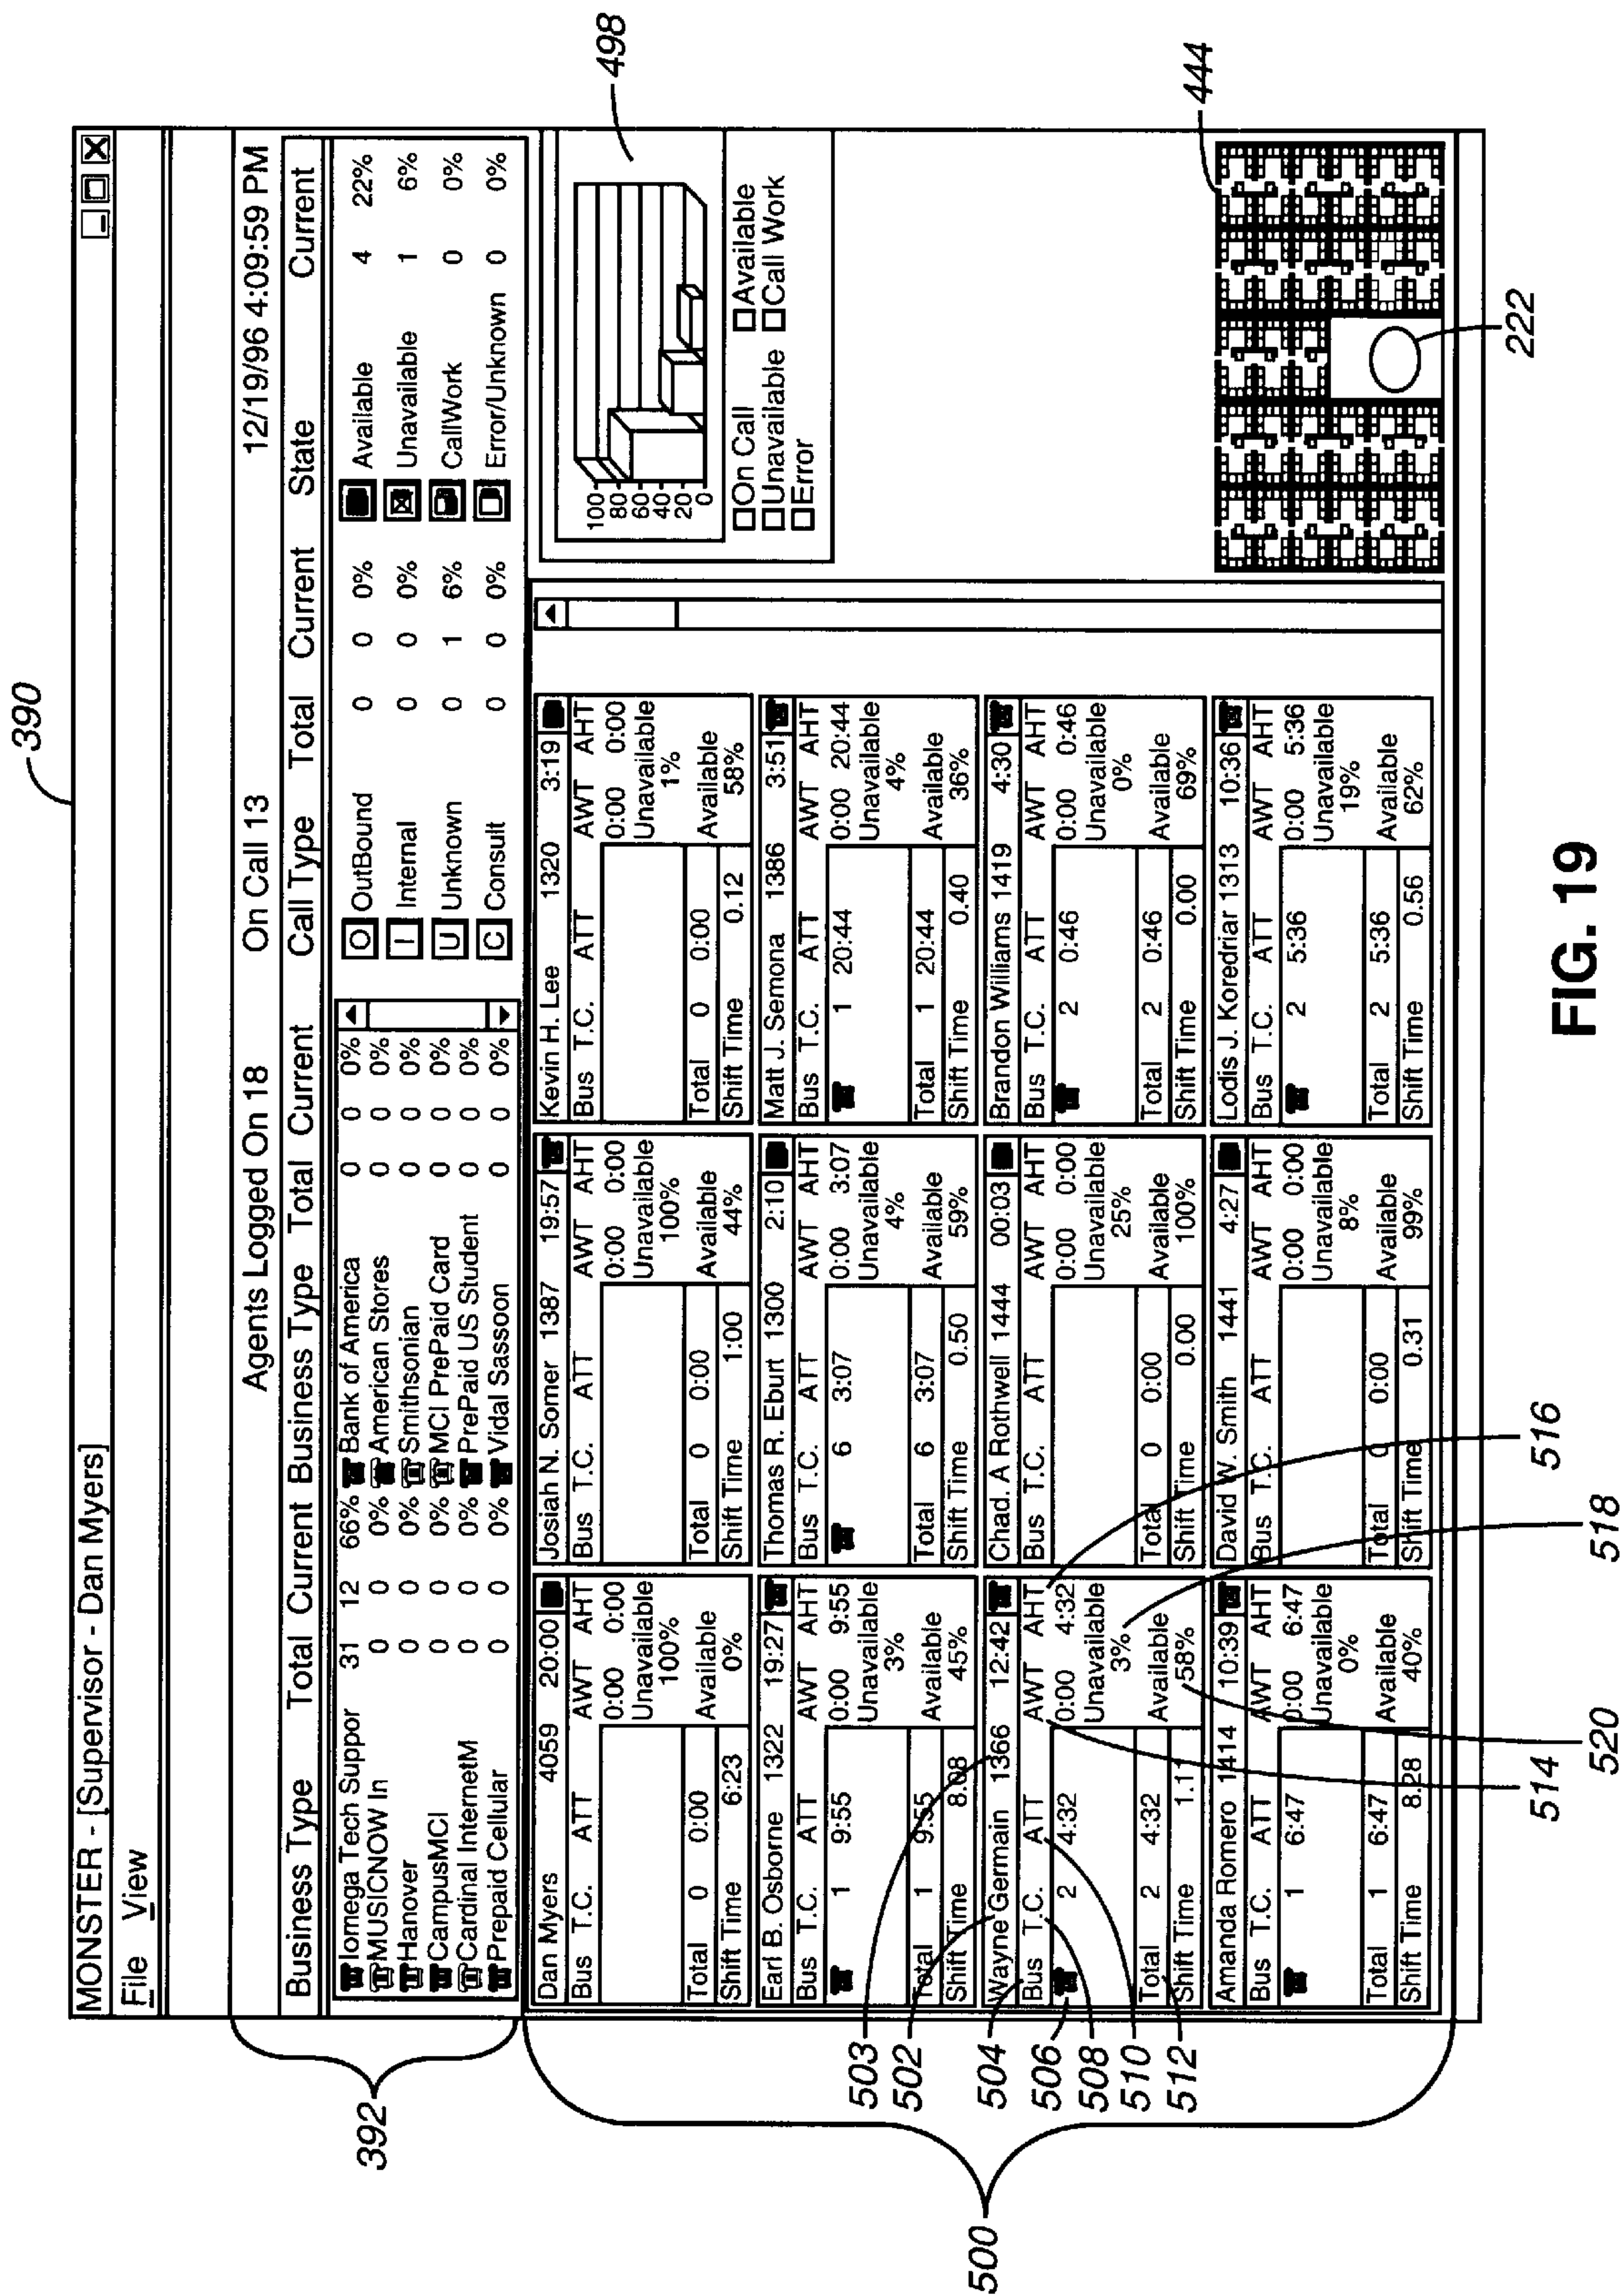 390
MONSTER - [Supervisor - Dan Myers]
File View
Agents Logged On 18 On Call 13 12/19/96 4:09:59 PM
Business Type Total Current Business Type Total Current Call Type Total Current State Current
Iomega Tech Suppor 31 12 66% Bank of America 0 0 0% O OutBound 0 0 0% Available 4 22%
MUSICNOW In 0 0 0% American Stores 0 0 0% I Internal 0 0 0% Unavailable 1 6%
Hanover 0 0 0% Smithsonian 0 0 0% U Unknown 0 1 6% CallWork 0 0%
CampusMCI 0 0 0% MCI PrePaid Card 0 0 0% C Consult 0 0 0% Error/Unknown 0 0%
Cardinal InternetM 0 0 0% PrePaid US Student 0 0 0%
Prepaid Cellular 0 0 0% Vidal Sassoon 0 0 0%
392
Dan Myers 4059 20:00
Bus T.C. ATT AWT AHT
0:00 0:00
Unavailable
100%
Total 0 0:00 Available
Shift Time 6:23 0%
Josiah N. Somer 1387 19:57
Bus T.C. ATT AWT AHT
0:00 0:00
Unavailable
100%
Total 0 0:00 Available
Shift Time 1:00 44%
Kevin H. Lee 1320 3:19
Bus T.C. ATT AWT AHT
0:00 0:00
Unavailable
1%
Total 0 0:00 Available
Shift Time 0.12 58%
Earl B. Osborne 1322 19:27
Bus T.C. ATT AWT AHT
1 9:55 0:00 9:55
Unavailable
3%
Total 1 9:55 Available
Shift Time 8.08 45%
Thomas R. Eburt 1300 2:10
Bus T.C. ATT AWT AHT
6 3:07 0:00 3:07
Unavailable
4%
Total 6 3:07 Available
Shift Time 0.50 59%
Matt J. Semona 1386 3:51
Bus T.C. ATT AWT AHT
1 20:44 0:00 20:44
Unavailable
4%
Total 1 20:44 Available
Shift Time 0.40 36%
Wayne Germain 1366 12:42
Bus T.C. ATT AWT AHT
2 4:32 0:00 4:32
Unavailable
3%
Total 2 4:32 Available
Shift Time 1.11 58%
Chad. A Rothwell 1444 00:03
Bus T.C. ATT AWT AHT
0:00 0:00
Unavailable
25%
Total 0 0:00 Available
Shift Time 0.00 100%
Brandon Williams 1419 4:30
Bus T.C. ATT AWT AHT
2 0:46 0:00 0:46
Unavailable
0%
Total 2 0:46 Available
Shift Time 0.00 69%
Amanda Romero 1414 10:39
Bus T.C. ATT AWT AHT
1 6:47 0:00 6:47
Unavailable
0%
Total 1 6:47 Available
Shift Time 8.28 40%
David W. Smith 1441 4:27
Bus T.C. ATT AWT AHT
0:00 0:00
Unavailable
8%
Total 0 0:00 Available
Shift Time 0.31 99%
Lodis J. Koredriar 1313 10:36
Bus T.C. ATT AWT AHT
2 5:36 0:00 5:36
Unavailable
19%
Total 2 5:36 Available
Shift Time 0.56 62%
100
80
60
40
20
0
On Call Available
Unavailable Call Work
Error
498
444
222
503
502
504
506
508
510
512
500
514
516
518
520
FIG. 19